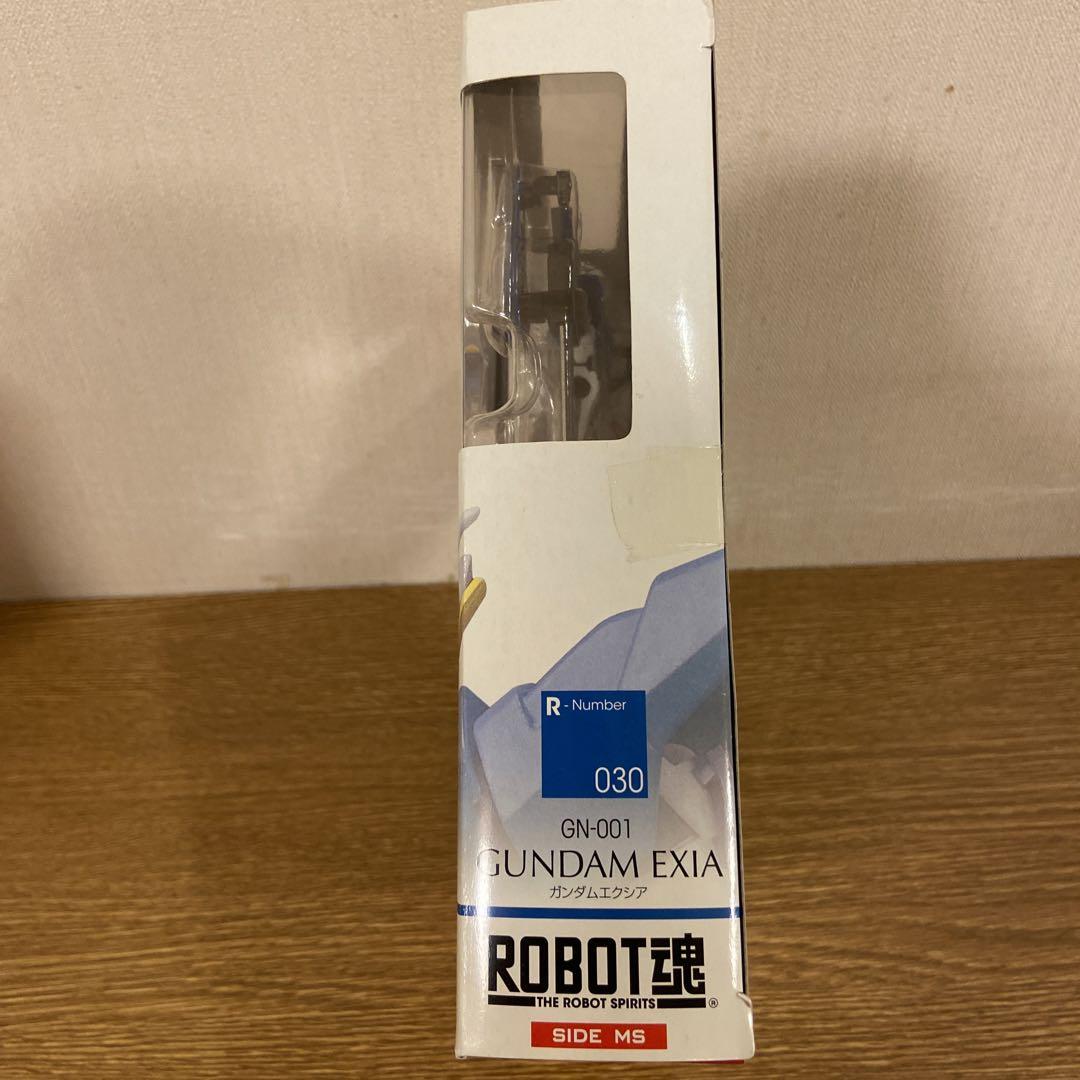 R - Number
030
GN-001
GUNDAM EXIA
ガンダムエクシア
ROBOT魂
THE ROBOT SPIRITS
®
SIDE MS